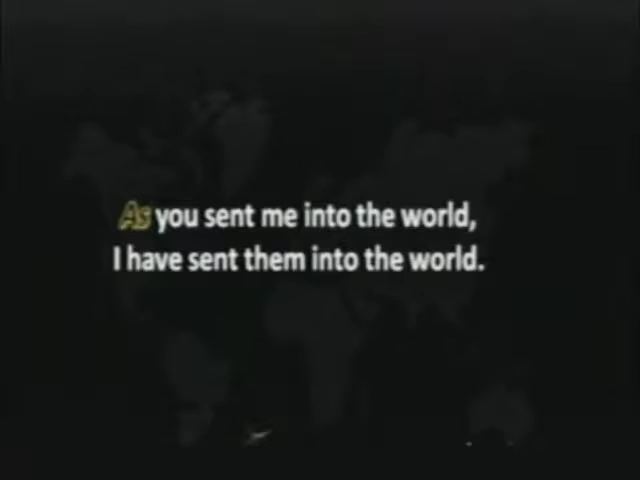 As you sent me into the world,
I have sent them into the world.